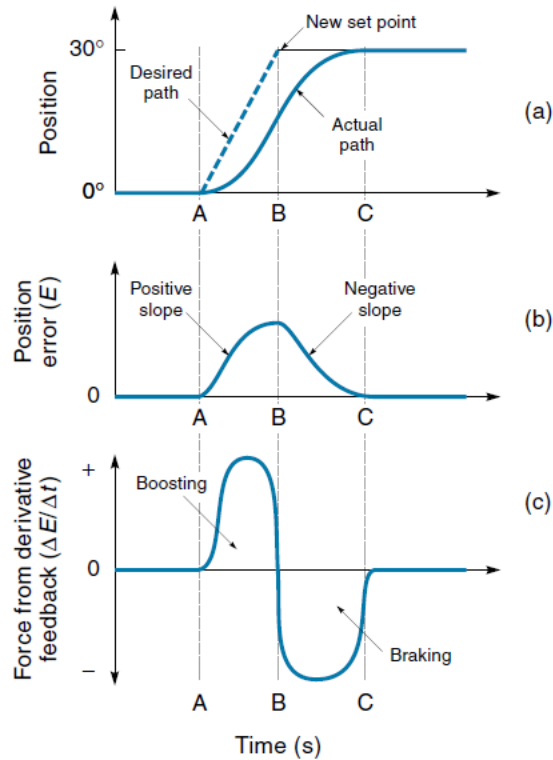 New set point
30°
Desired
path
Position
(a)
Actual
path
0°
A B C
Positive
slope
Negative
slope
Position
error (E)
(b)
0
A B C
+
Boosting
(c)
Force from derivative
feedback (ΔE/Δt)
0
Braking
−
A B C
Time (s)